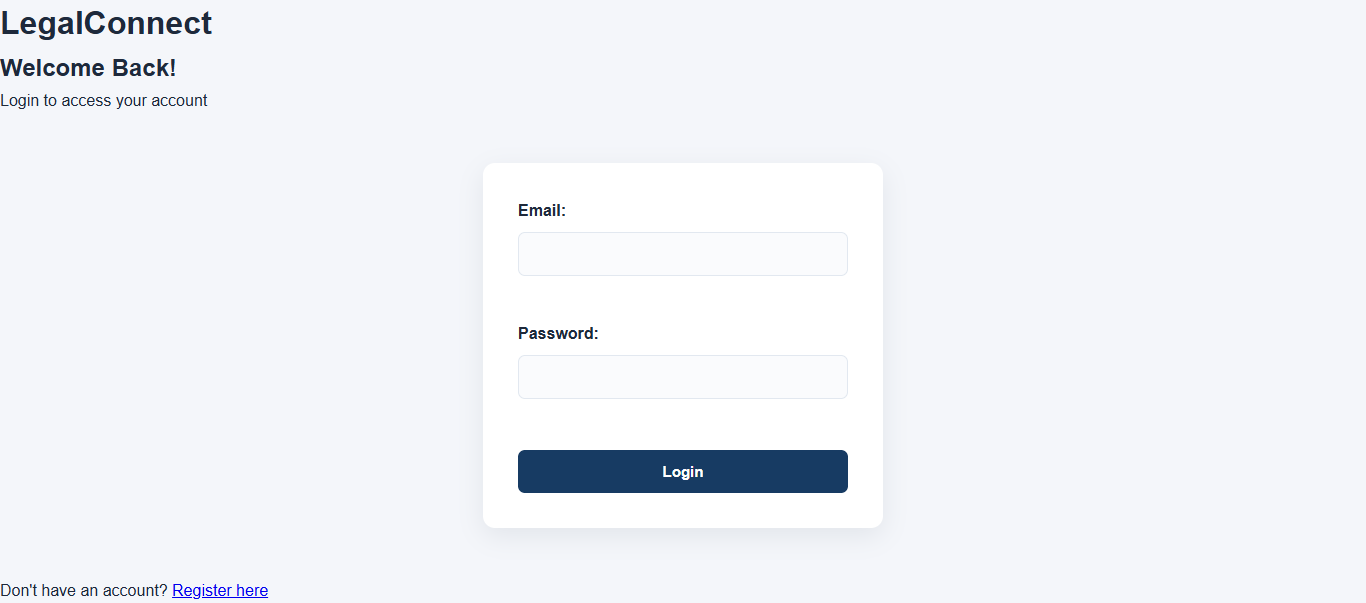 LegalConnect
Welcome Back!
Login to access your account
Email:
Password:
Login
Don't have an account? Register here